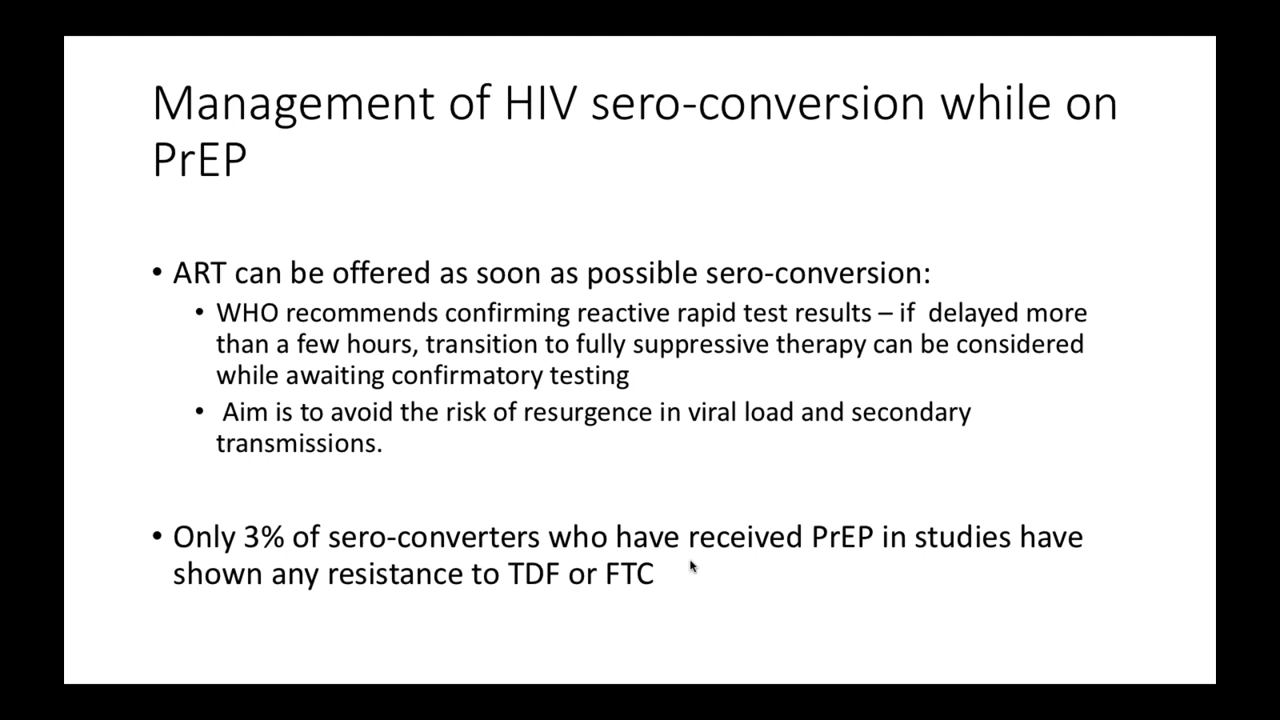 Management of HIV sero-conversion while on
PrEP
• ART can be offered as soon as possible sero-conversion:
• WHO recommends confirming reactive rapid test results – if  delayed more
than a few hours, transition to fully suppressive therapy can be considered
while awaiting confirmatory testing
•  Aim is to avoid the risk of resurgence in viral load and secondary
transmissions.
• Only 3% of sero-converters who have received PrEP in studies have
shown any resistance to TDF or FTC